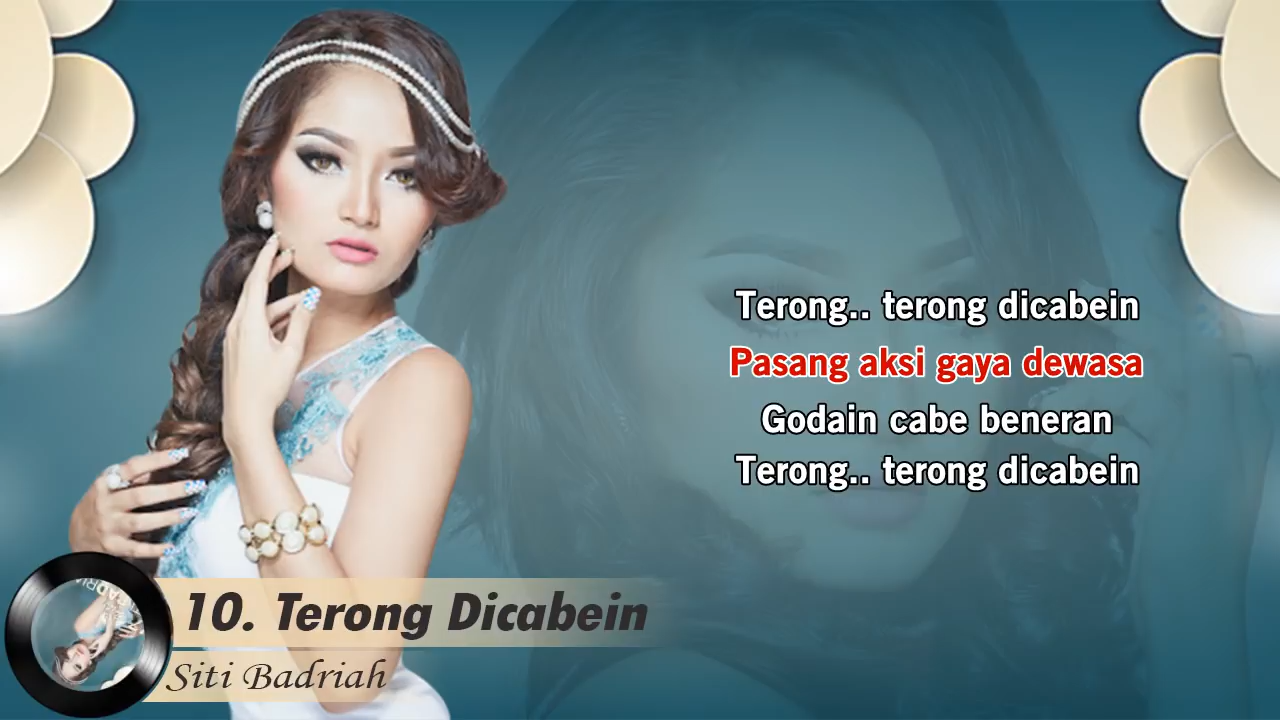 Terong.. terong dicabein
Pasang aksi gaya dewasa
Godain cabe beneran
Terong.. terong dicabein
10. Terong Dicabein
Siti Badriah